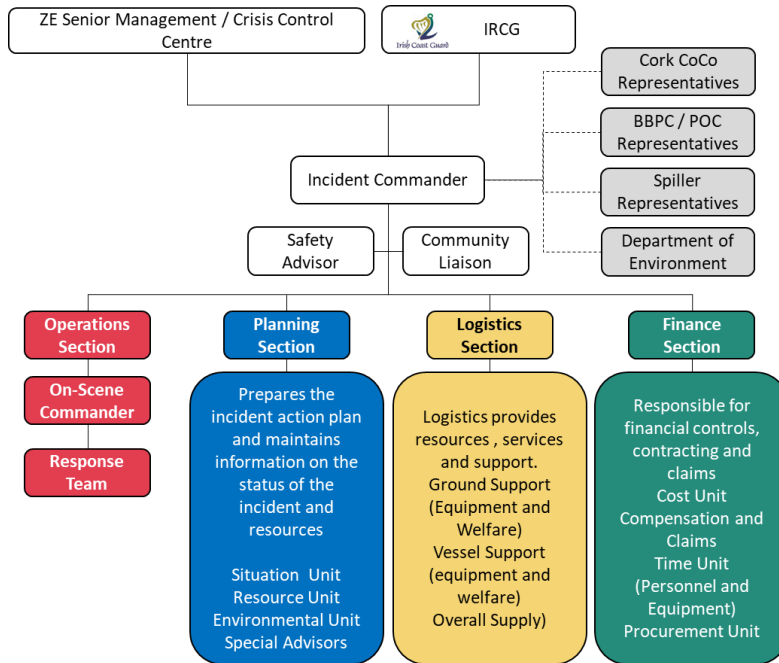 ZE Senior Management / Crisis Control
Centre
Irish Coast Guard
IRCG
Cork CoCo
Representatives
BBPC / POC
Representatives
Incident Commander
Spiller
Representatives
Safety
Advisor
Community
Liaison
Department of
Environment
Operations
Section
Planning
Section
Logistics
Section
Finance
Section
On-Scene
Commander
Response
Team
Prepares the
incident action plan
and maintains
information on the
status of the
incident and
resources
Situation Unit
Resource Unit
Environmental Unit
Special Advisors
Logistics provides
resources , services
and support.
Ground Support
(Equipment and
Welfare)
Vessel Support
(equipment and
welfare)
Overall Supply)
Responsible for
financial controls,
contracting and
claims
Cost Unit
Compensation and
Claims
Time Unit
(Personnel and
Equipment)
Procurement Unit